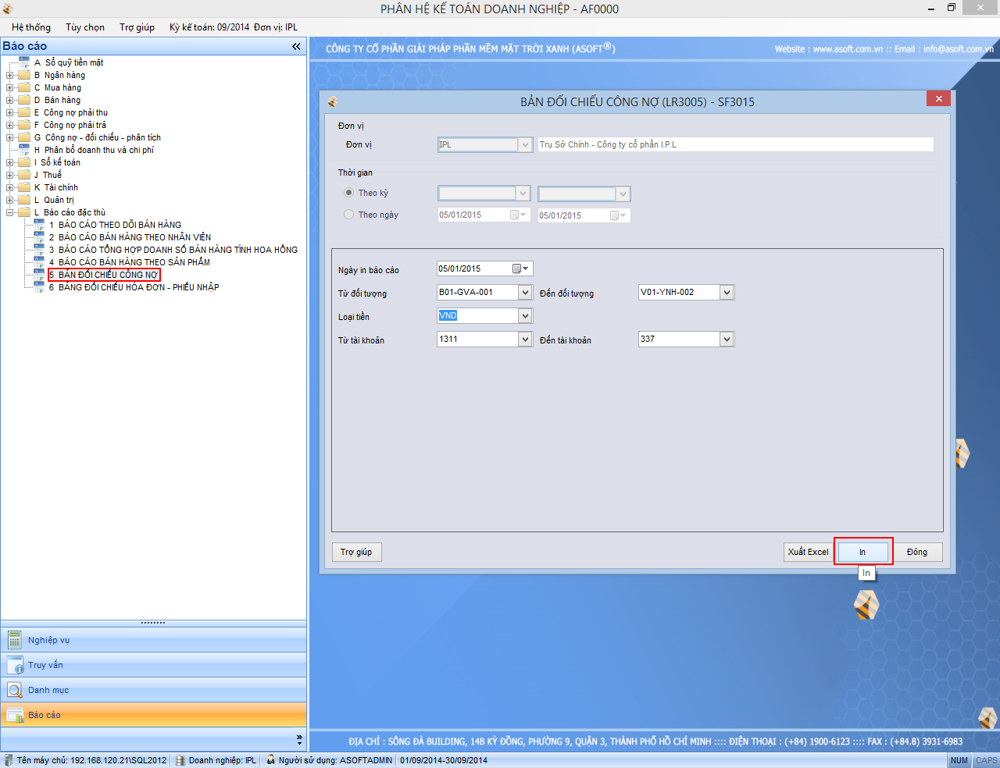 PHÂN HỆ KẾ TOÁN DOANH NGHIỆP - AF0000
Hệ thống Tùy chọn Trợ giúp Kỳ kế toán: 09/2014 Đơn vị: IPL
Báo cáo
A Sổ quỹ tiền mặt
B Ngân hàng
C Mua hàng
D Bán hàng
E Công nợ phải thu
F Công nợ phải trả
G Công nợ - đối chiếu - phân tích
H Phân bổ doanh thu và chi phí
I Sổ kế toán
J Thuế
K Tài chính
L Quản trị
L Báo cáo đặc thù
1 BÁO CÁO THEO DÕI BÁN HÀNG
2 BÁO CÁO BÁN HÀNG THEO NHÂN VIÊN
3 BÁO CÁO TỔNG HỢP DOANH SỐ BÁN HÀNG TÍNH HOA HỒNG
4 BÁO CÁO BÁN HÀNG THEO SẢN PHẨM
5 BẢN ĐỐI CHIẾU CÔNG NỢ
6 BẢNG ĐỐI CHIẾU HÓA ĐƠN - PHIẾU NHẬP
Nghiệp vụ
Truy vấn
Danh mục
Báo cáo
CÔNG TY CỔ PHẦN GIẢI PHÁP PHẦN MỀM MẶT TRỜI XANH (ASOFT®)
Website : www.asoft.com.vn :: Email : info@asoft.com.vn
BẢN ĐỐI CHIẾU CÔNG NỢ (LR3005) - SF3015
Đơn vị
Đơn vị IPL Trụ Sở Chính - Công ty cổ phần I.P.L
Thời gian
Theo kỳ
Theo ngày 05/01/2015 05/01/2015
Ngày in báo cáo 05/01/2015
Từ đối tượng B01-GVA-001 Đến đối tượng V01-YNH-002
Loại tiền VND
Từ tài khoản 1311 Đến tài khoản 337
Trợ giúp Xuất Excel In Đóng
In
ĐỊA CHỈ : SÔNG ĐÀ BUILDING, 14B KỲ ĐỒNG, PHƯỜNG 9, QUẬN 3, THÀNH PHỐ HỒ CHÍ MINH :::: ĐIỆN THOẠI : (+84) 1900-6123 :::: FAX : (+84.8) 3931-6983
Tên máy chủ: 192.168.120.21\SQL2012 Doanh nghiệp: IPL Người sử dụng: ASOFTADMIN 01/09/2014-30/09/2014 NUM CAPS